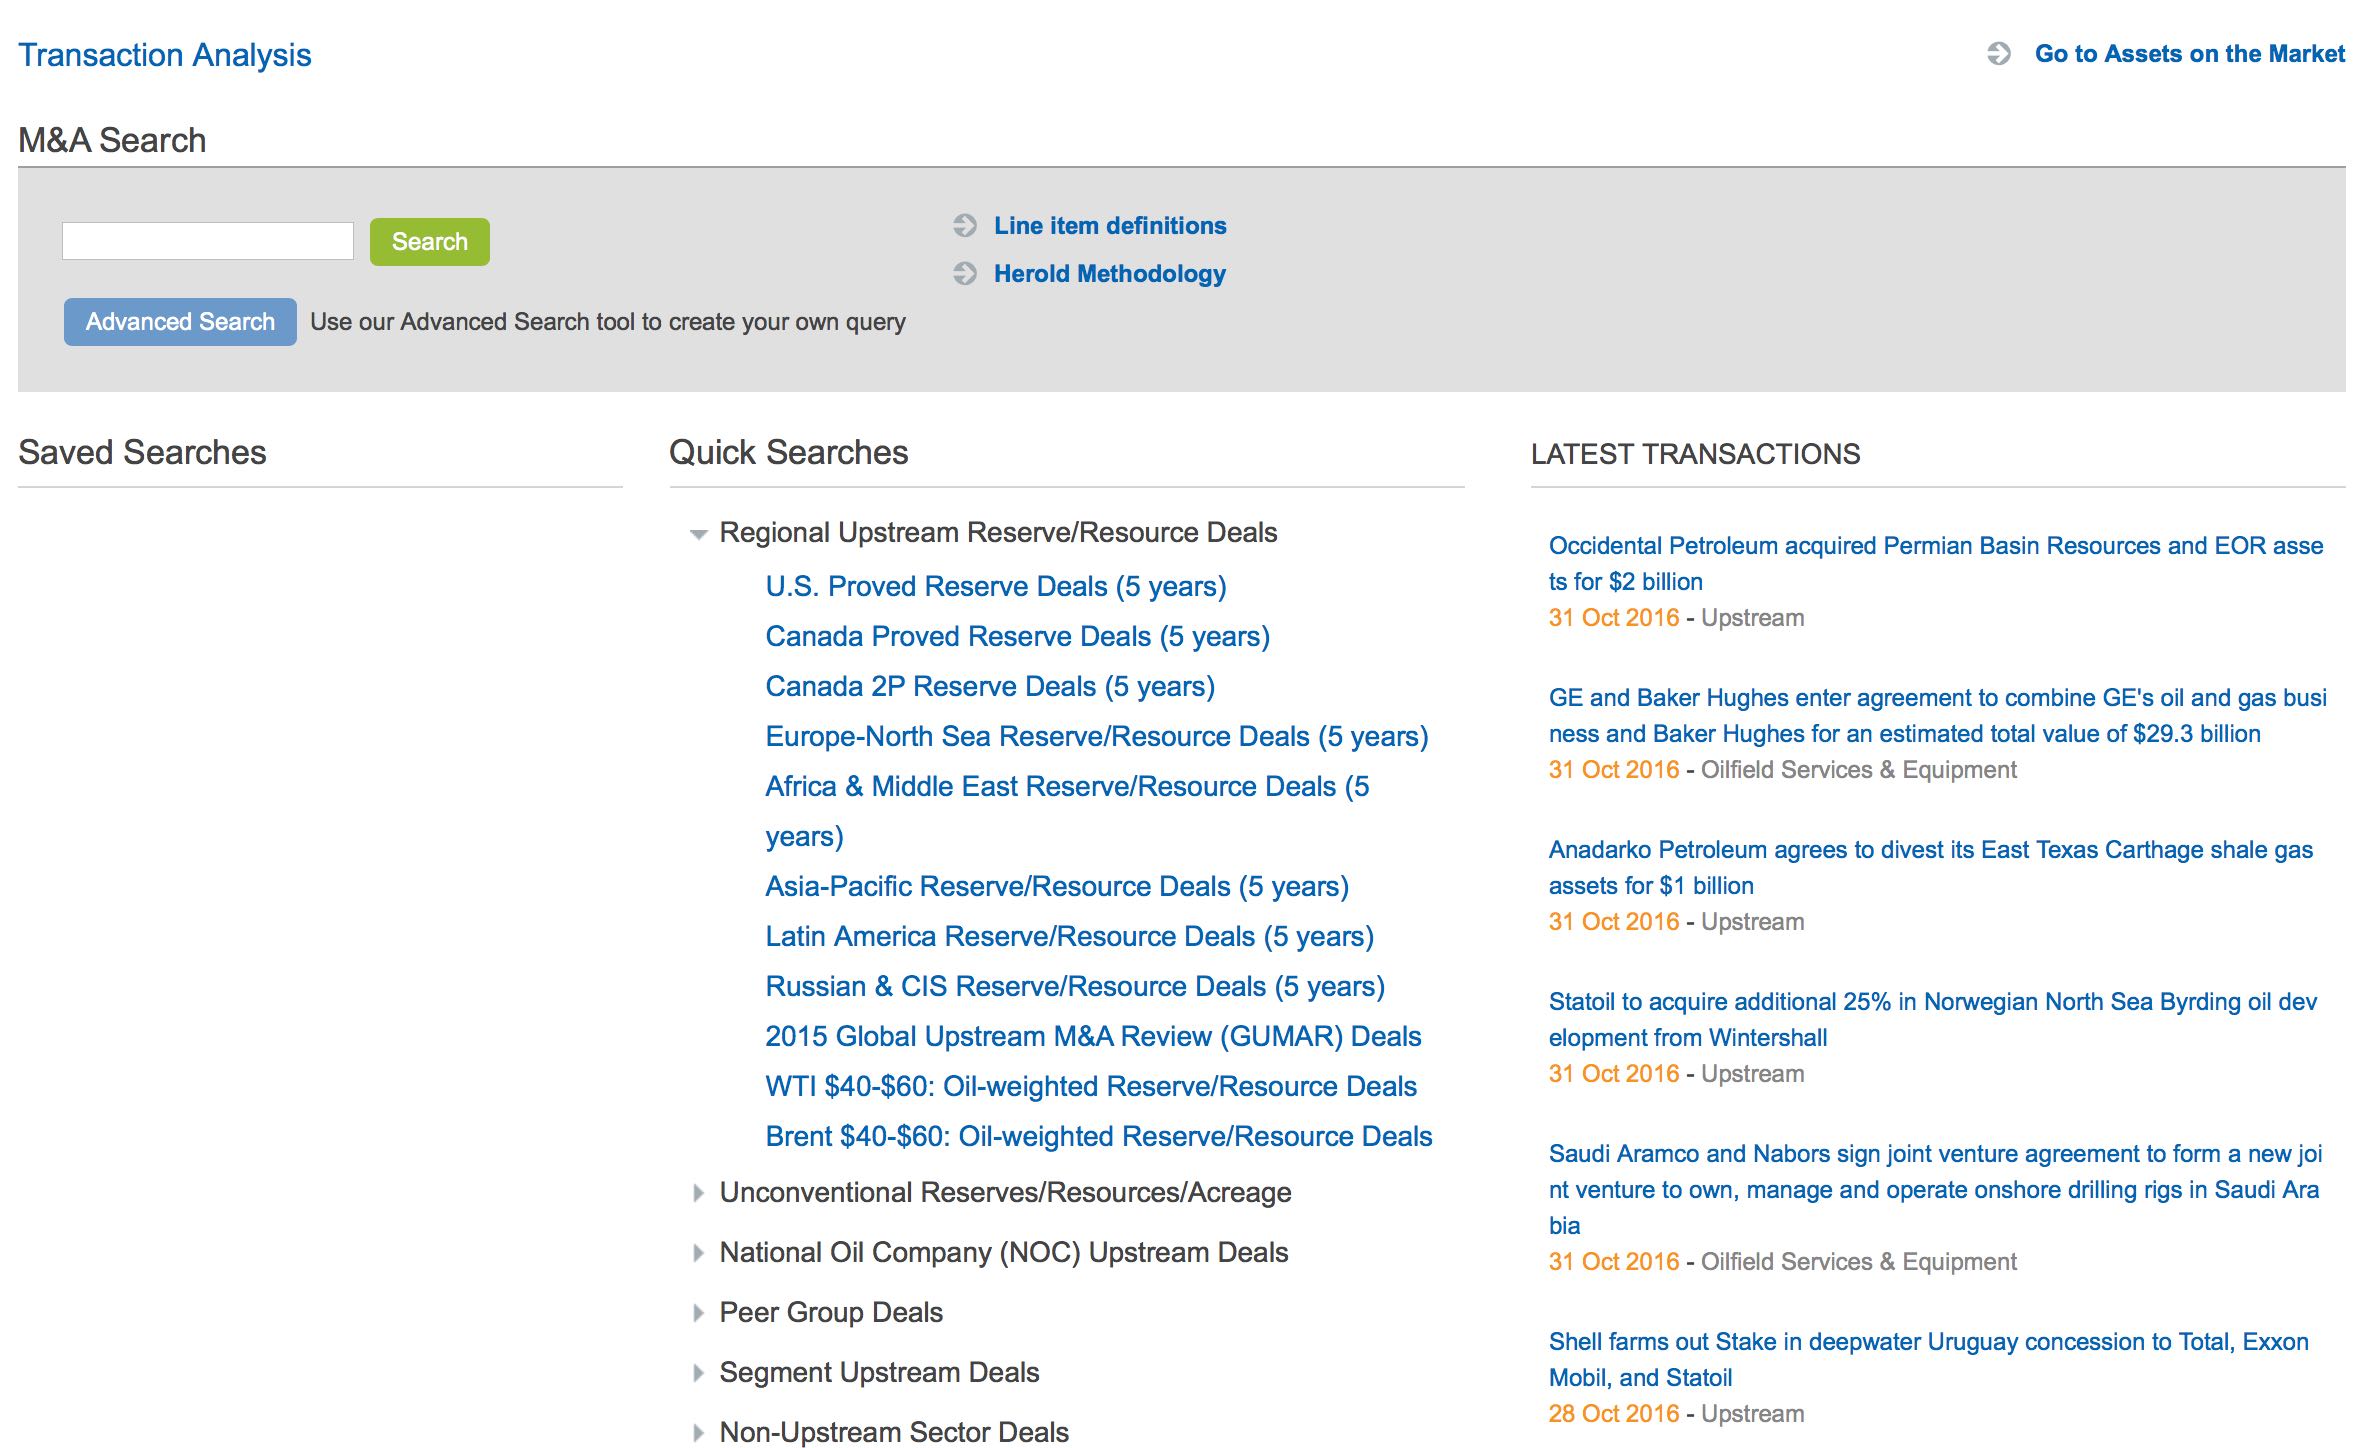 Transaction Analysis
Go to Assets on the Market
M&A Search
Search
Line item definitions
Herold Methodology
Advanced Search Use our Advanced Search tool to create your own query
Saved Searches
Quick Searches
Regional Upstream Reserve/Resource Deals
U.S. Proved Reserve Deals (5 years)
Canada Proved Reserve Deals (5 years)
Canada 2P Reserve Deals (5 years)
Europe-North Sea Reserve/Resource Deals (5 years)
Africa & Middle East Reserve/Resource Deals (5
years)
Asia-Pacific Reserve/Resource Deals (5 years)
Latin America Reserve/Resource Deals (5 years)
Russian & CIS Reserve/Resource Deals (5 years)
2015 Global Upstream M&A Review (GUMAR) Deals
WTI $40-$60: Oil-weighted Reserve/Resource Deals
Brent $40-$60: Oil-weighted Reserve/Resource Deals
Unconventional Reserves/Resources/Acreage
National Oil Company (NOC) Upstream Deals
Peer Group Deals
Segment Upstream Deals
Non-Upstream Sector Deals
LATEST TRANSACTIONS
Occidental Petroleum acquired Permian Basin Resources and EOR asse
ts for $2 billion
31 Oct 2016 - Upstream
GE and Baker Hughes enter agreement to combine GE's oil and gas busi
ness and Baker Hughes for an estimated total value of $29.3 billion
31 Oct 2016 - Oilfield Services & Equipment
Anadarko Petroleum agrees to divest its East Texas Carthage shale gas
assets for $1 billion
31 Oct 2016 - Upstream
Statoil to acquire additional 25% in Norwegian North Sea Byrding oil dev
elopment from Wintershall
31 Oct 2016 - Upstream
Saudi Aramco and Nabors sign joint venture agreement to form a new joi
nt venture to own, manage and operate onshore drilling rigs in Saudi Ara
bia
31 Oct 2016 - Oilfield Services & Equipment
Shell farms out Stake in deepwater Uruguay concession to Total, Exxon
Mobil, and Statoil
28 Oct 2016 - Upstream